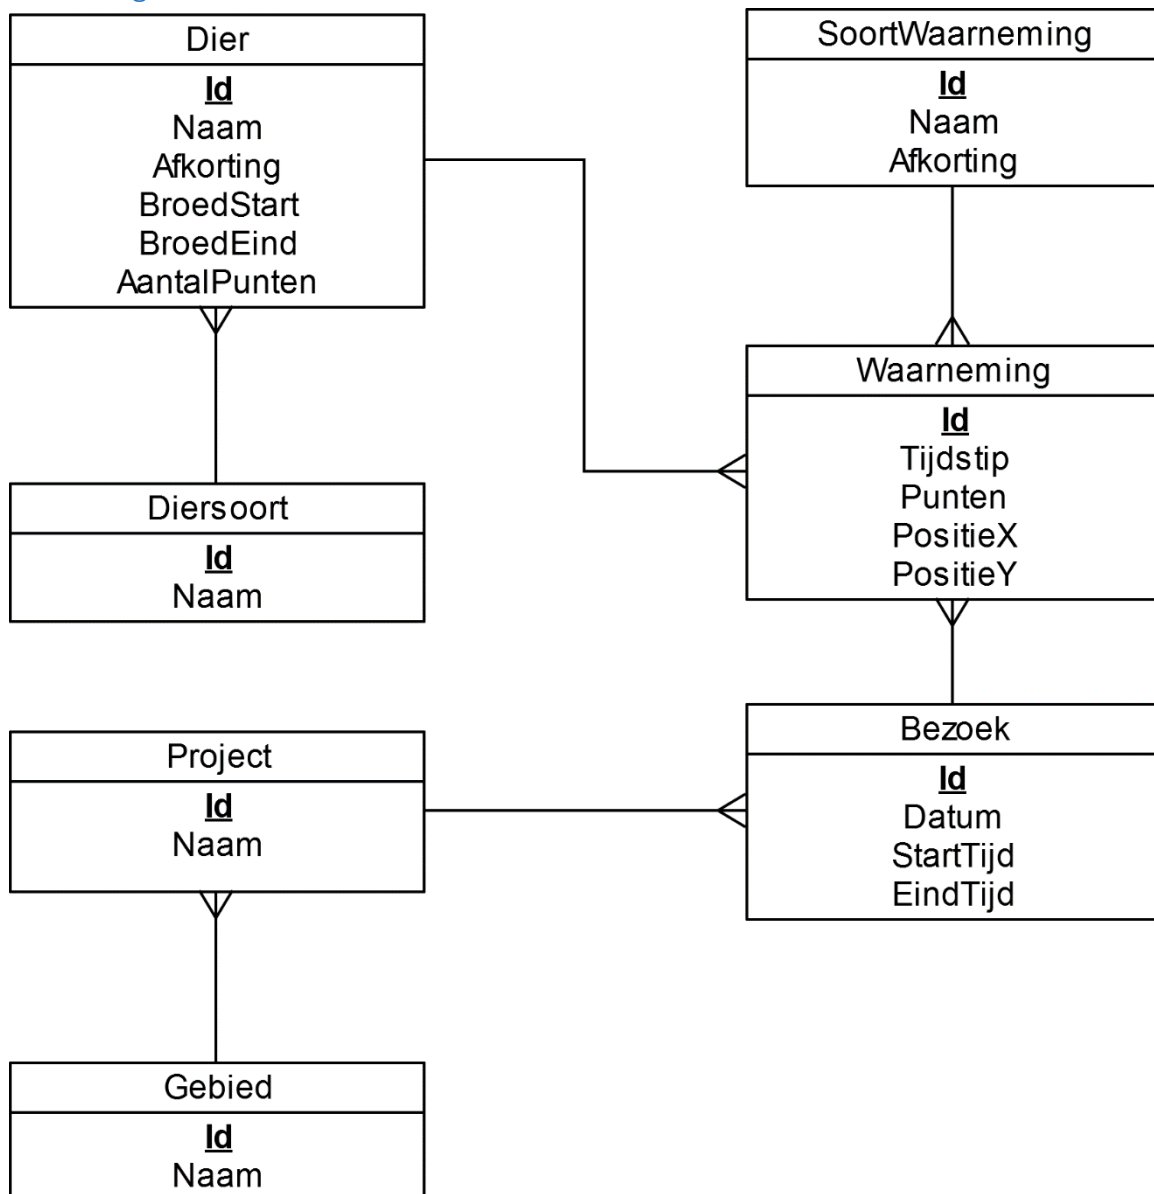 Dier
Id
Naam
Afkorting
BroedStart
BroedEind
AantalPunten
SoortWaarneming
Id
Naam
Afkorting
Waarneming
Id
Tijdstip
Punten
PositieX
PositieY
Diersoort
Id
Naam
Project
Id
Naam
Bezoek
Id
Datum
StartTijd
EindTijd
Gebied
Id
Naam